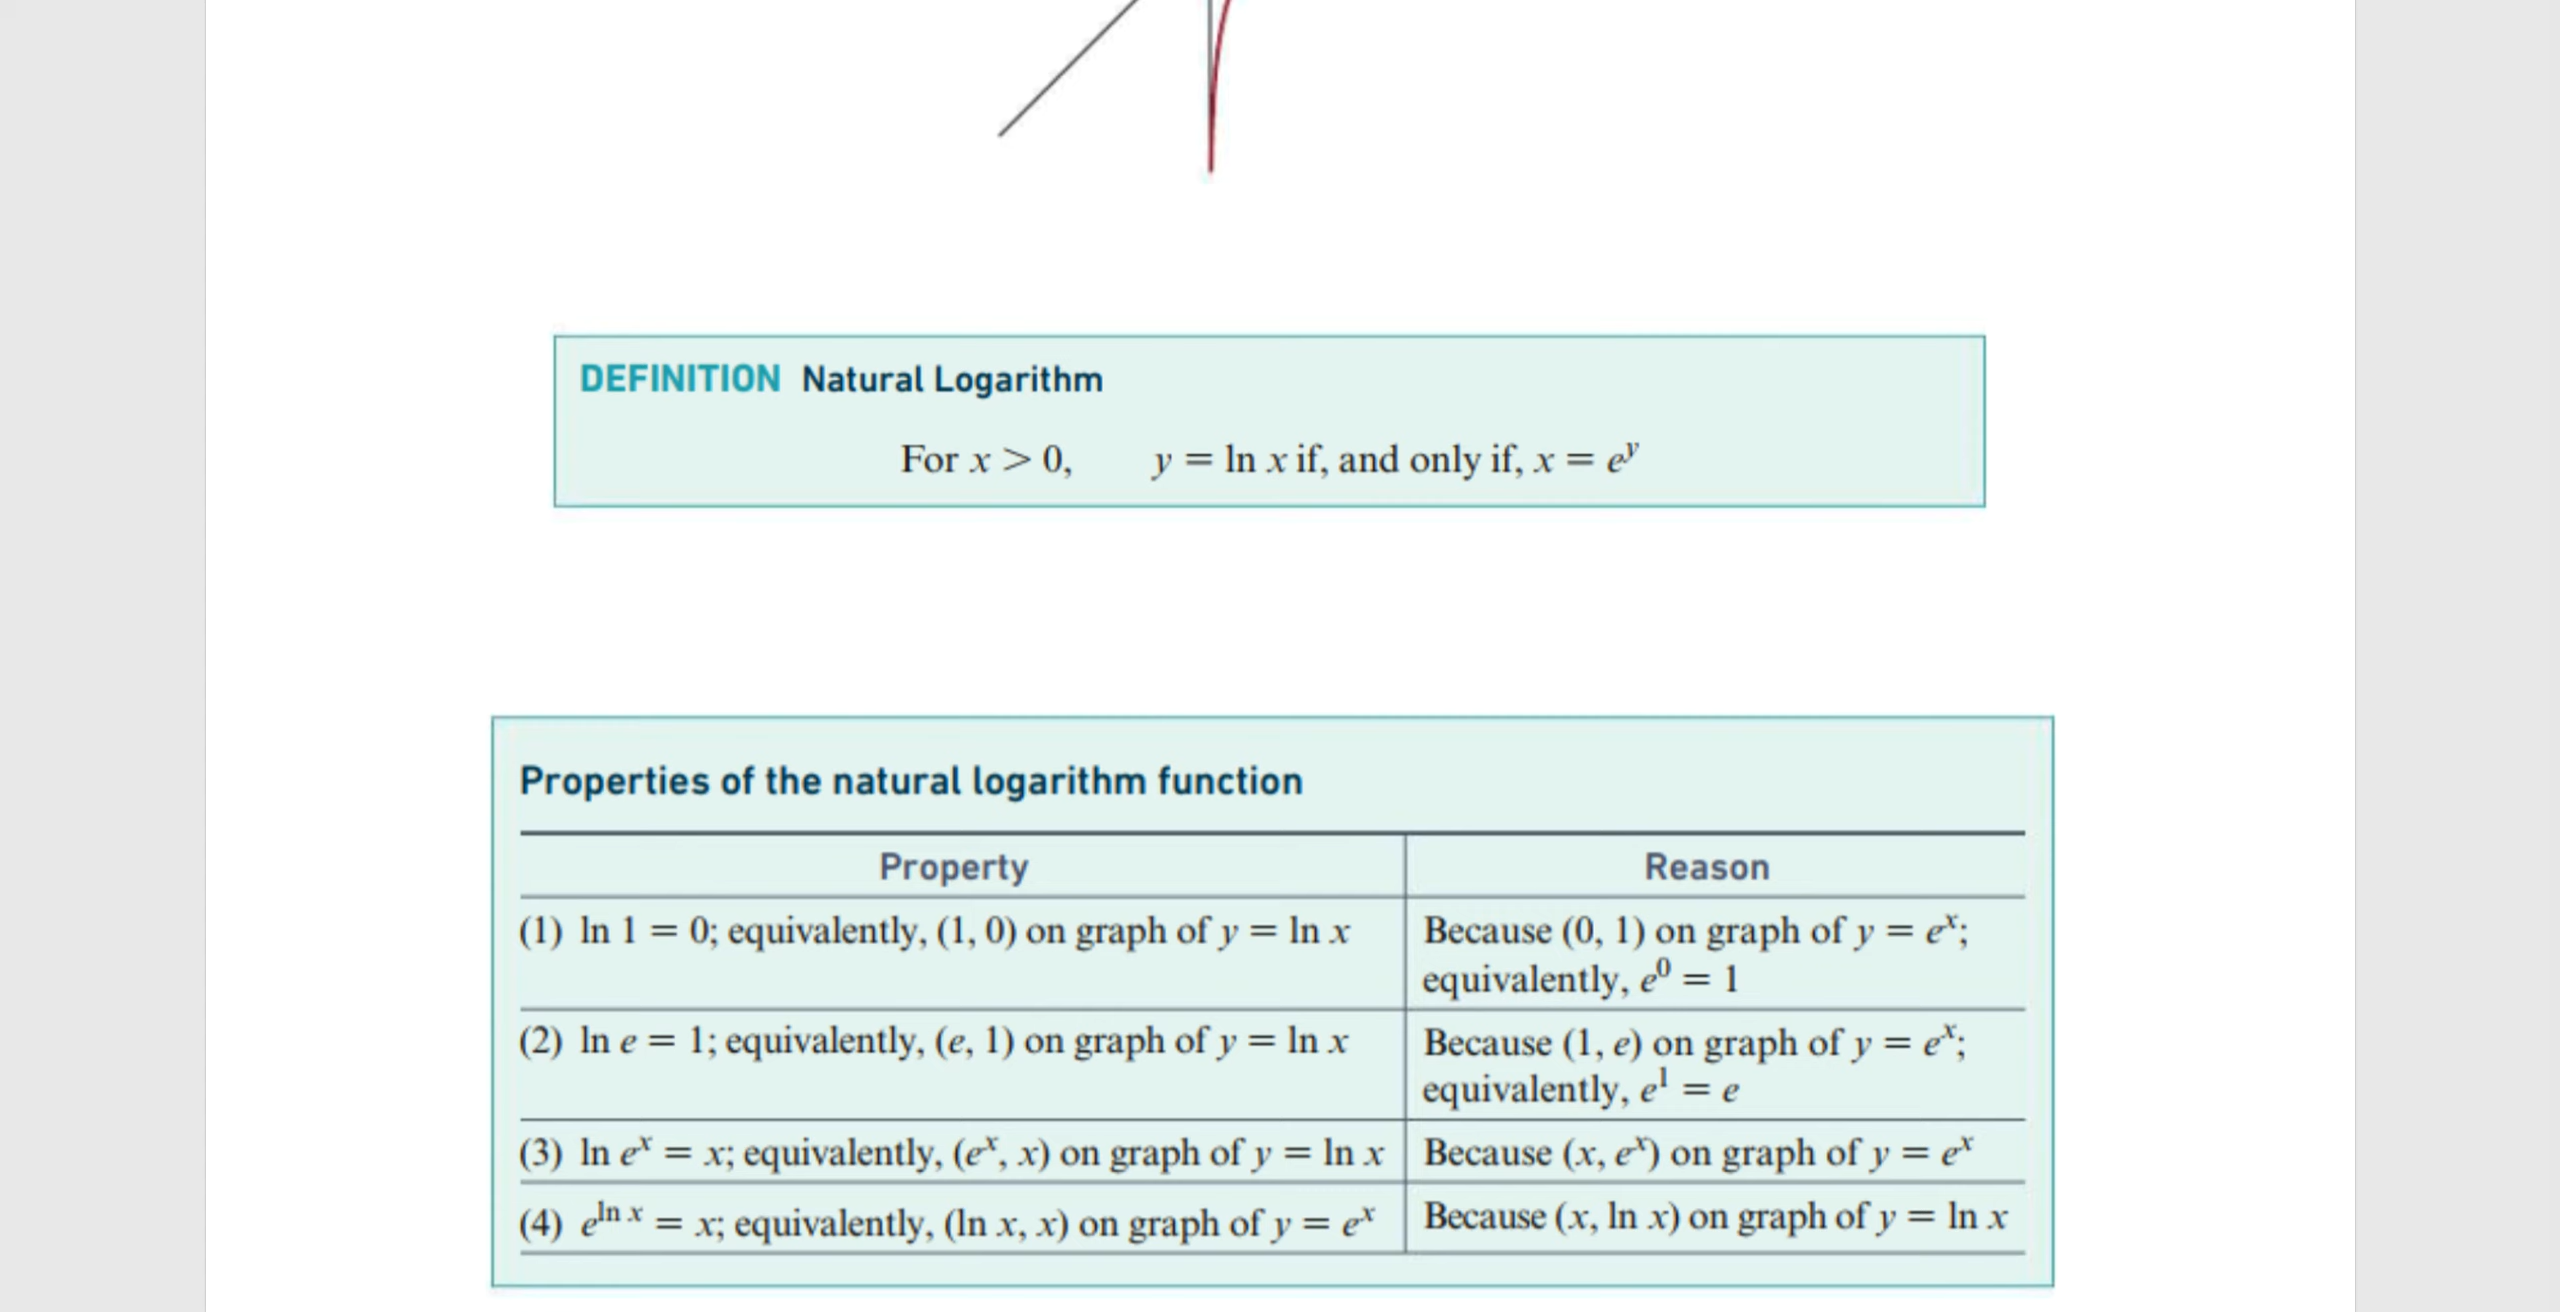 DEFINITION Natural Logarithm
For x > 0, y = ln x if, and only if, x = e^y
Properties of the natural logarithm function
Property Reason
(1) ln 1 = 0; equivalently, (1, 0) on graph of y = ln x Because (0, 1) on graph of y = e^x;
equivalently, e^0 = 1
(2) ln e = 1; equivalently, (e, 1) on graph of y = ln x Because (1, e) on graph of y = e^x;
equivalently, e^1 = e
(3) ln e^x = x; equivalently, (e^x, x) on graph of y = ln x Because (x, e^x) on graph of y = e^x
(4) e^ln x = x; equivalently, (ln x, x) on graph of y = e^x Because (x, ln x) on graph of y = ln x